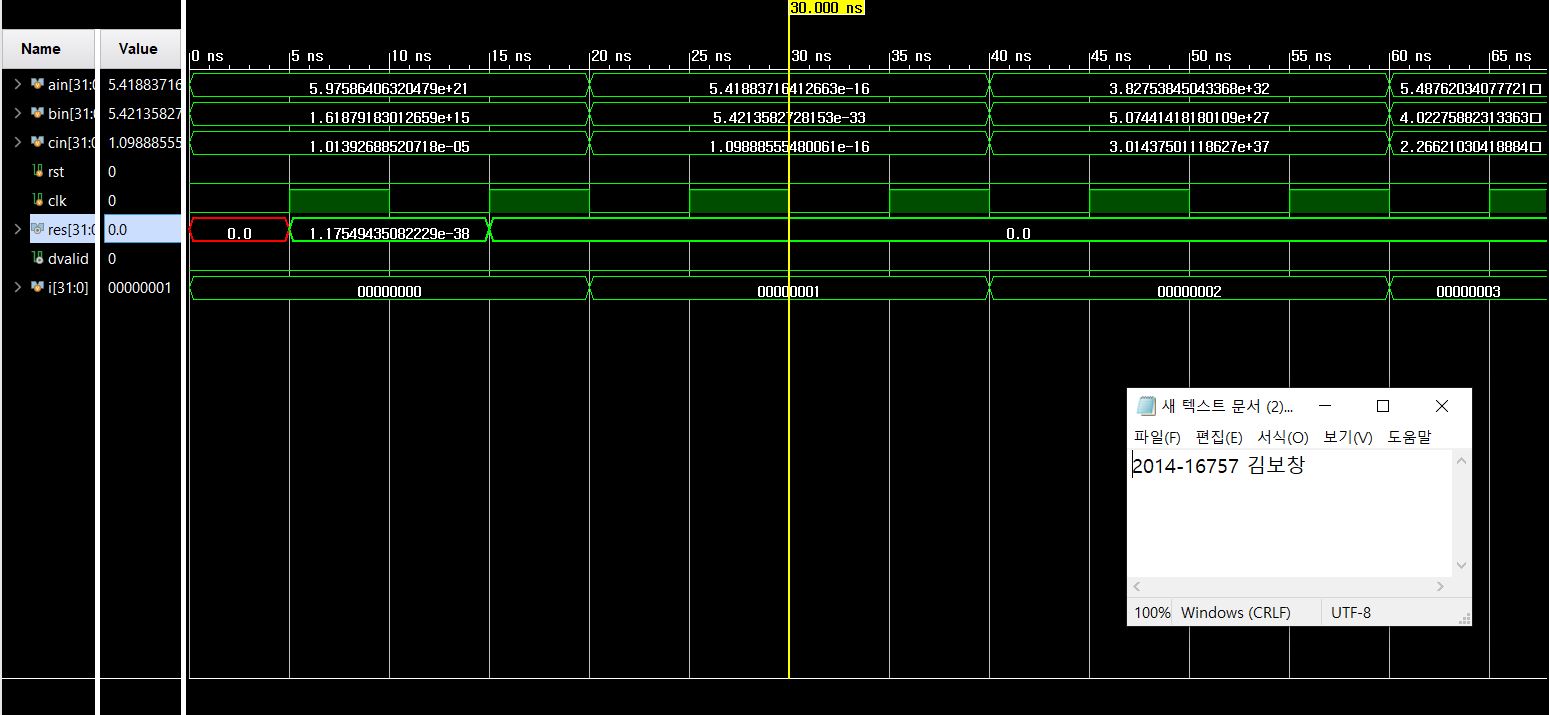 30.000 ns
Name Value 0 ns 5 ns 10 ns 15 ns 20 ns 25 ns 30 ns 35 ns 40 ns 45 ns 50 ns 55 ns 60 ns 65 ns
ain[31:0 5.41883716 5.97586406320479e+21 5.41883716412663e-16 3.82753845043368e+32 5.48762034077721□
bin[31:0 5.42135827 1.61879183012659e+15 5.4213582728153e-33 5.07441418180109e+27 4.02275882313363□
cin[31:0 1.09888555 1.01392688520718e-05 1.09888555480061e-16 3.01437501118627e+37 2.26621030418884□
rst 0
clk 0
res[31:0 0.0 0.0 1.17549435082229e-38 0.0
dvalid 0
i[31:0] 00000001 00000000 00000001 00000002 00000003
새 텍스트 문서 (2)...
파일(F) 편집(E) 서식(O) 보기(V) 도움말
2014-16757 김보창
100% Windows (CRLF) UTF-8